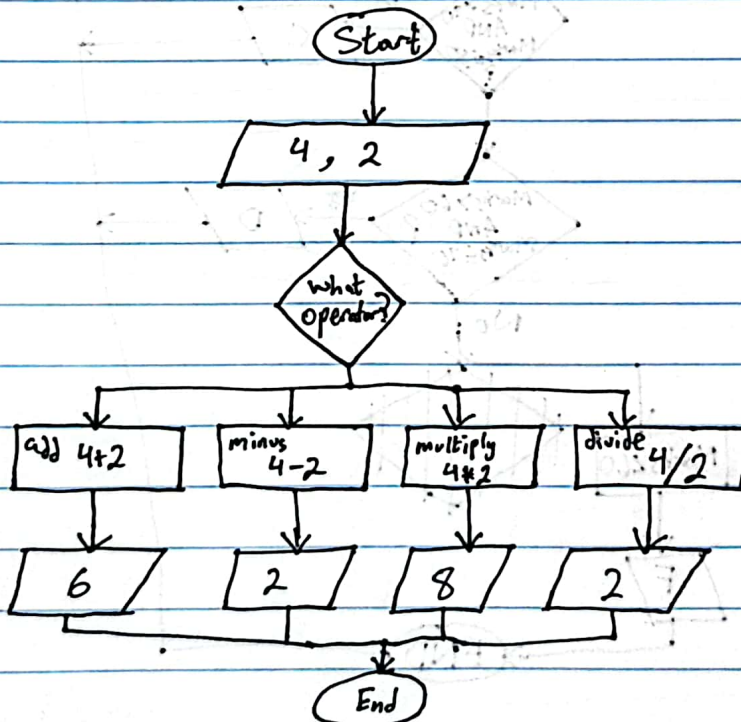 Start
4, 2
what
operator?
add 4+2
minus
4-2
multiply
4*2
divide 4/2
6
2
8
2
End